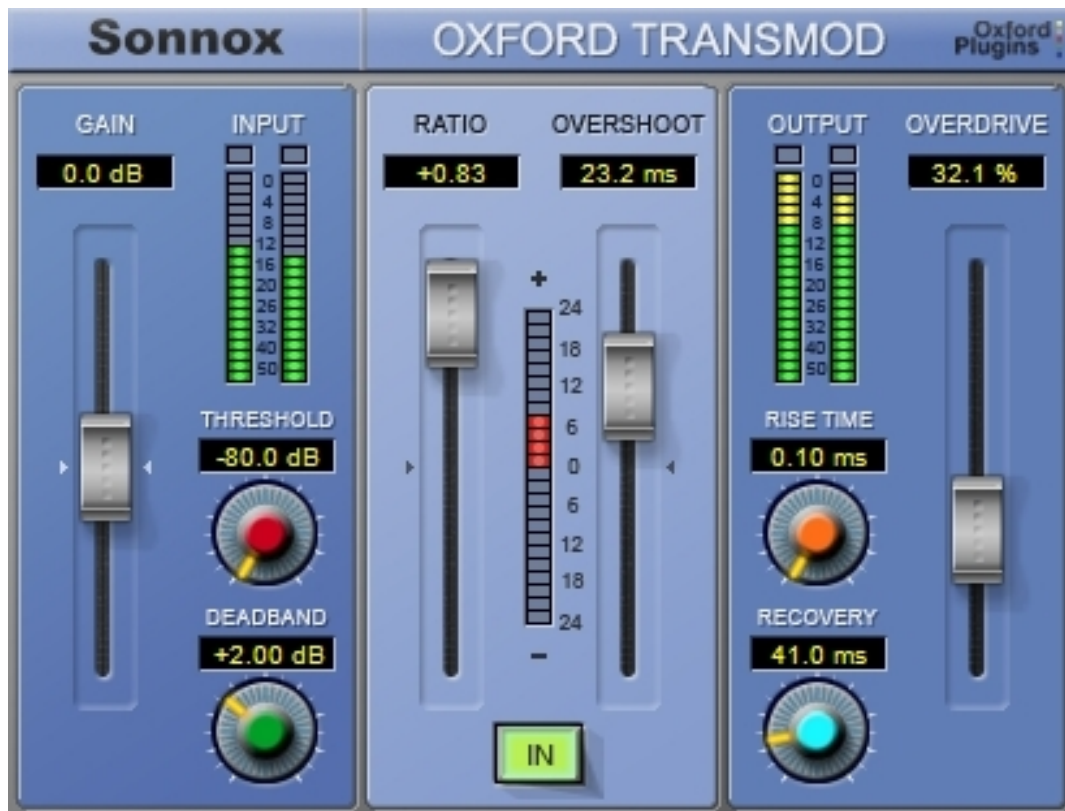 Sonnox
OXFORD TRANSMOD
Oxford
Plugins
GAIN
0.0 dB
INPUT
0
4
8
12
16
20
26
32
40
50
THRESHOLD
-80.0 dB
DEADBAND
+2.00 dB
RATIO
+0.83
OVERSHOOT
23.2 ms
+
24
18
12
6
0
6
12
18
24
−
IN
OUTPUT
0
4
8
12
16
20
26
32
40
50
OVERDRIVE
32.1 %
RISE TIME
0.10 ms
RECOVERY
41.0 ms